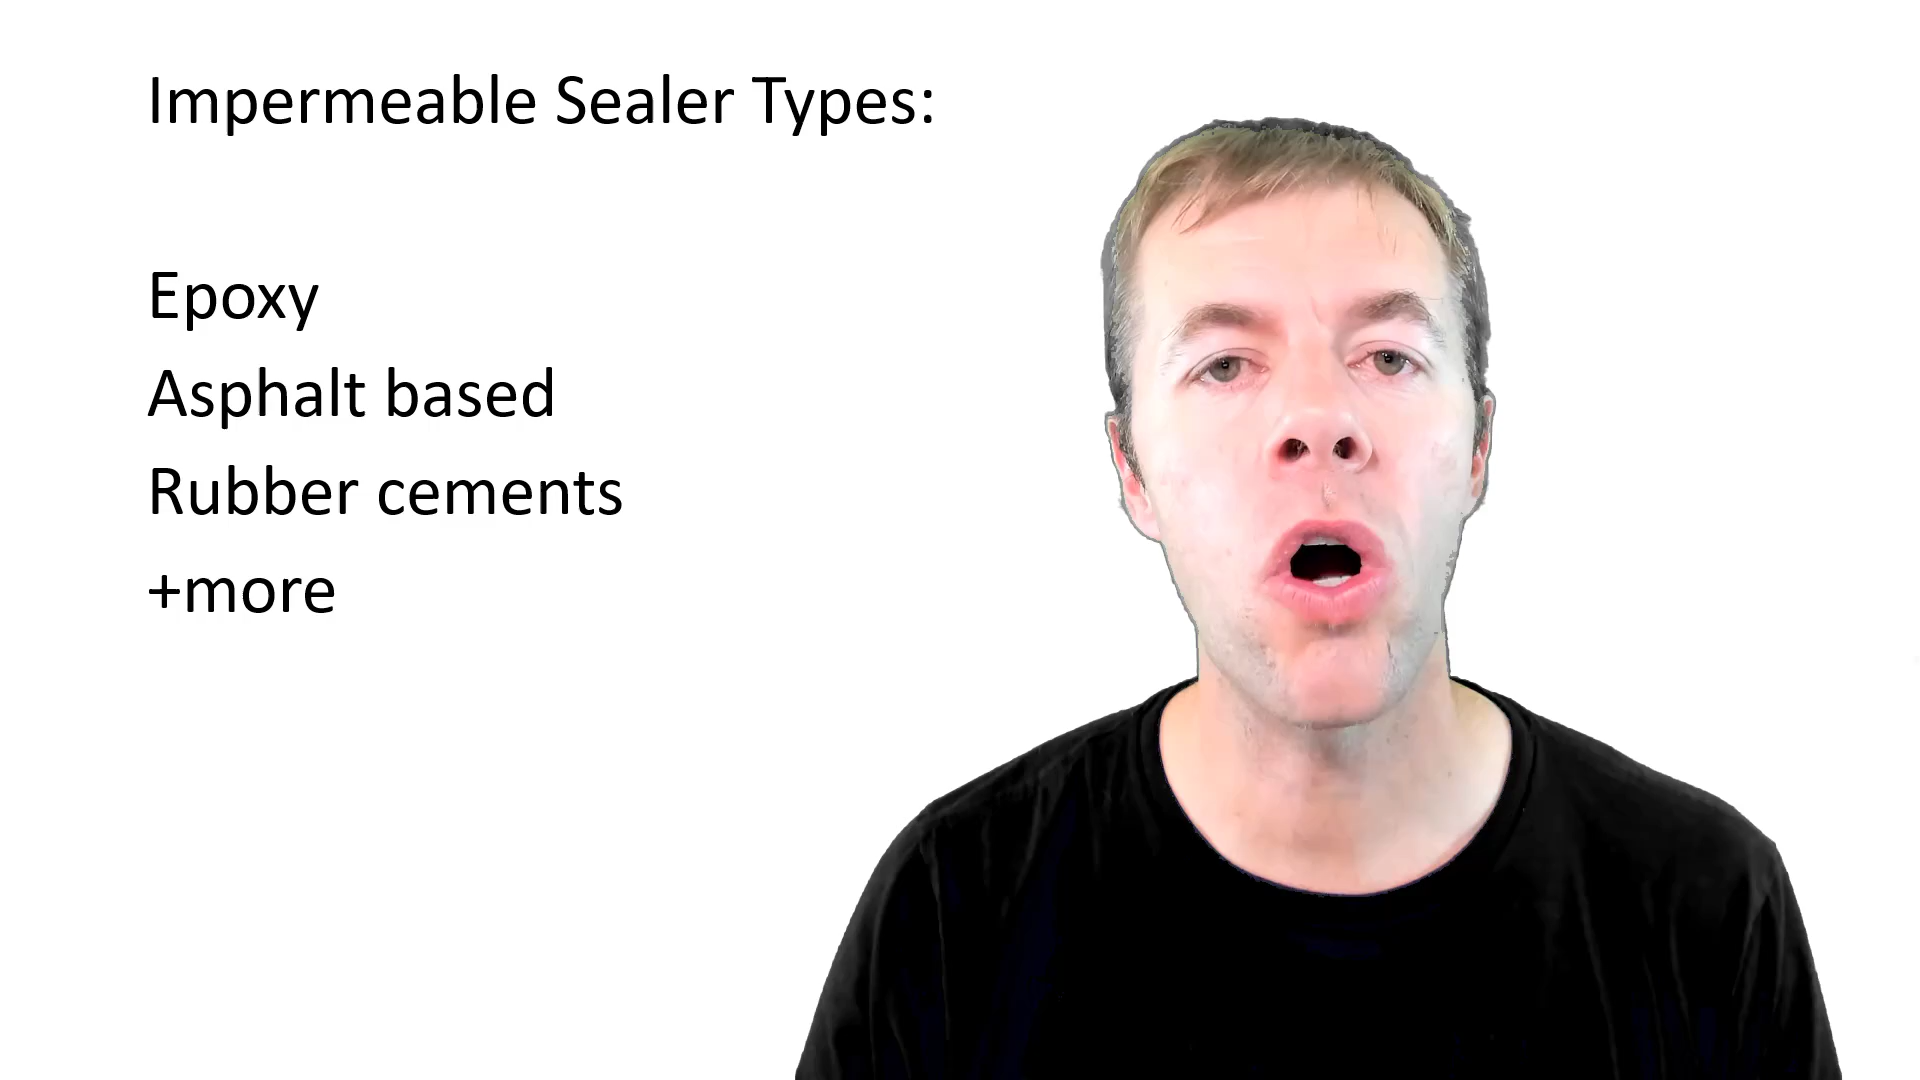 Impermeable Sealer Types:
Epoxy
Asphalt based
Rubber cements
+more